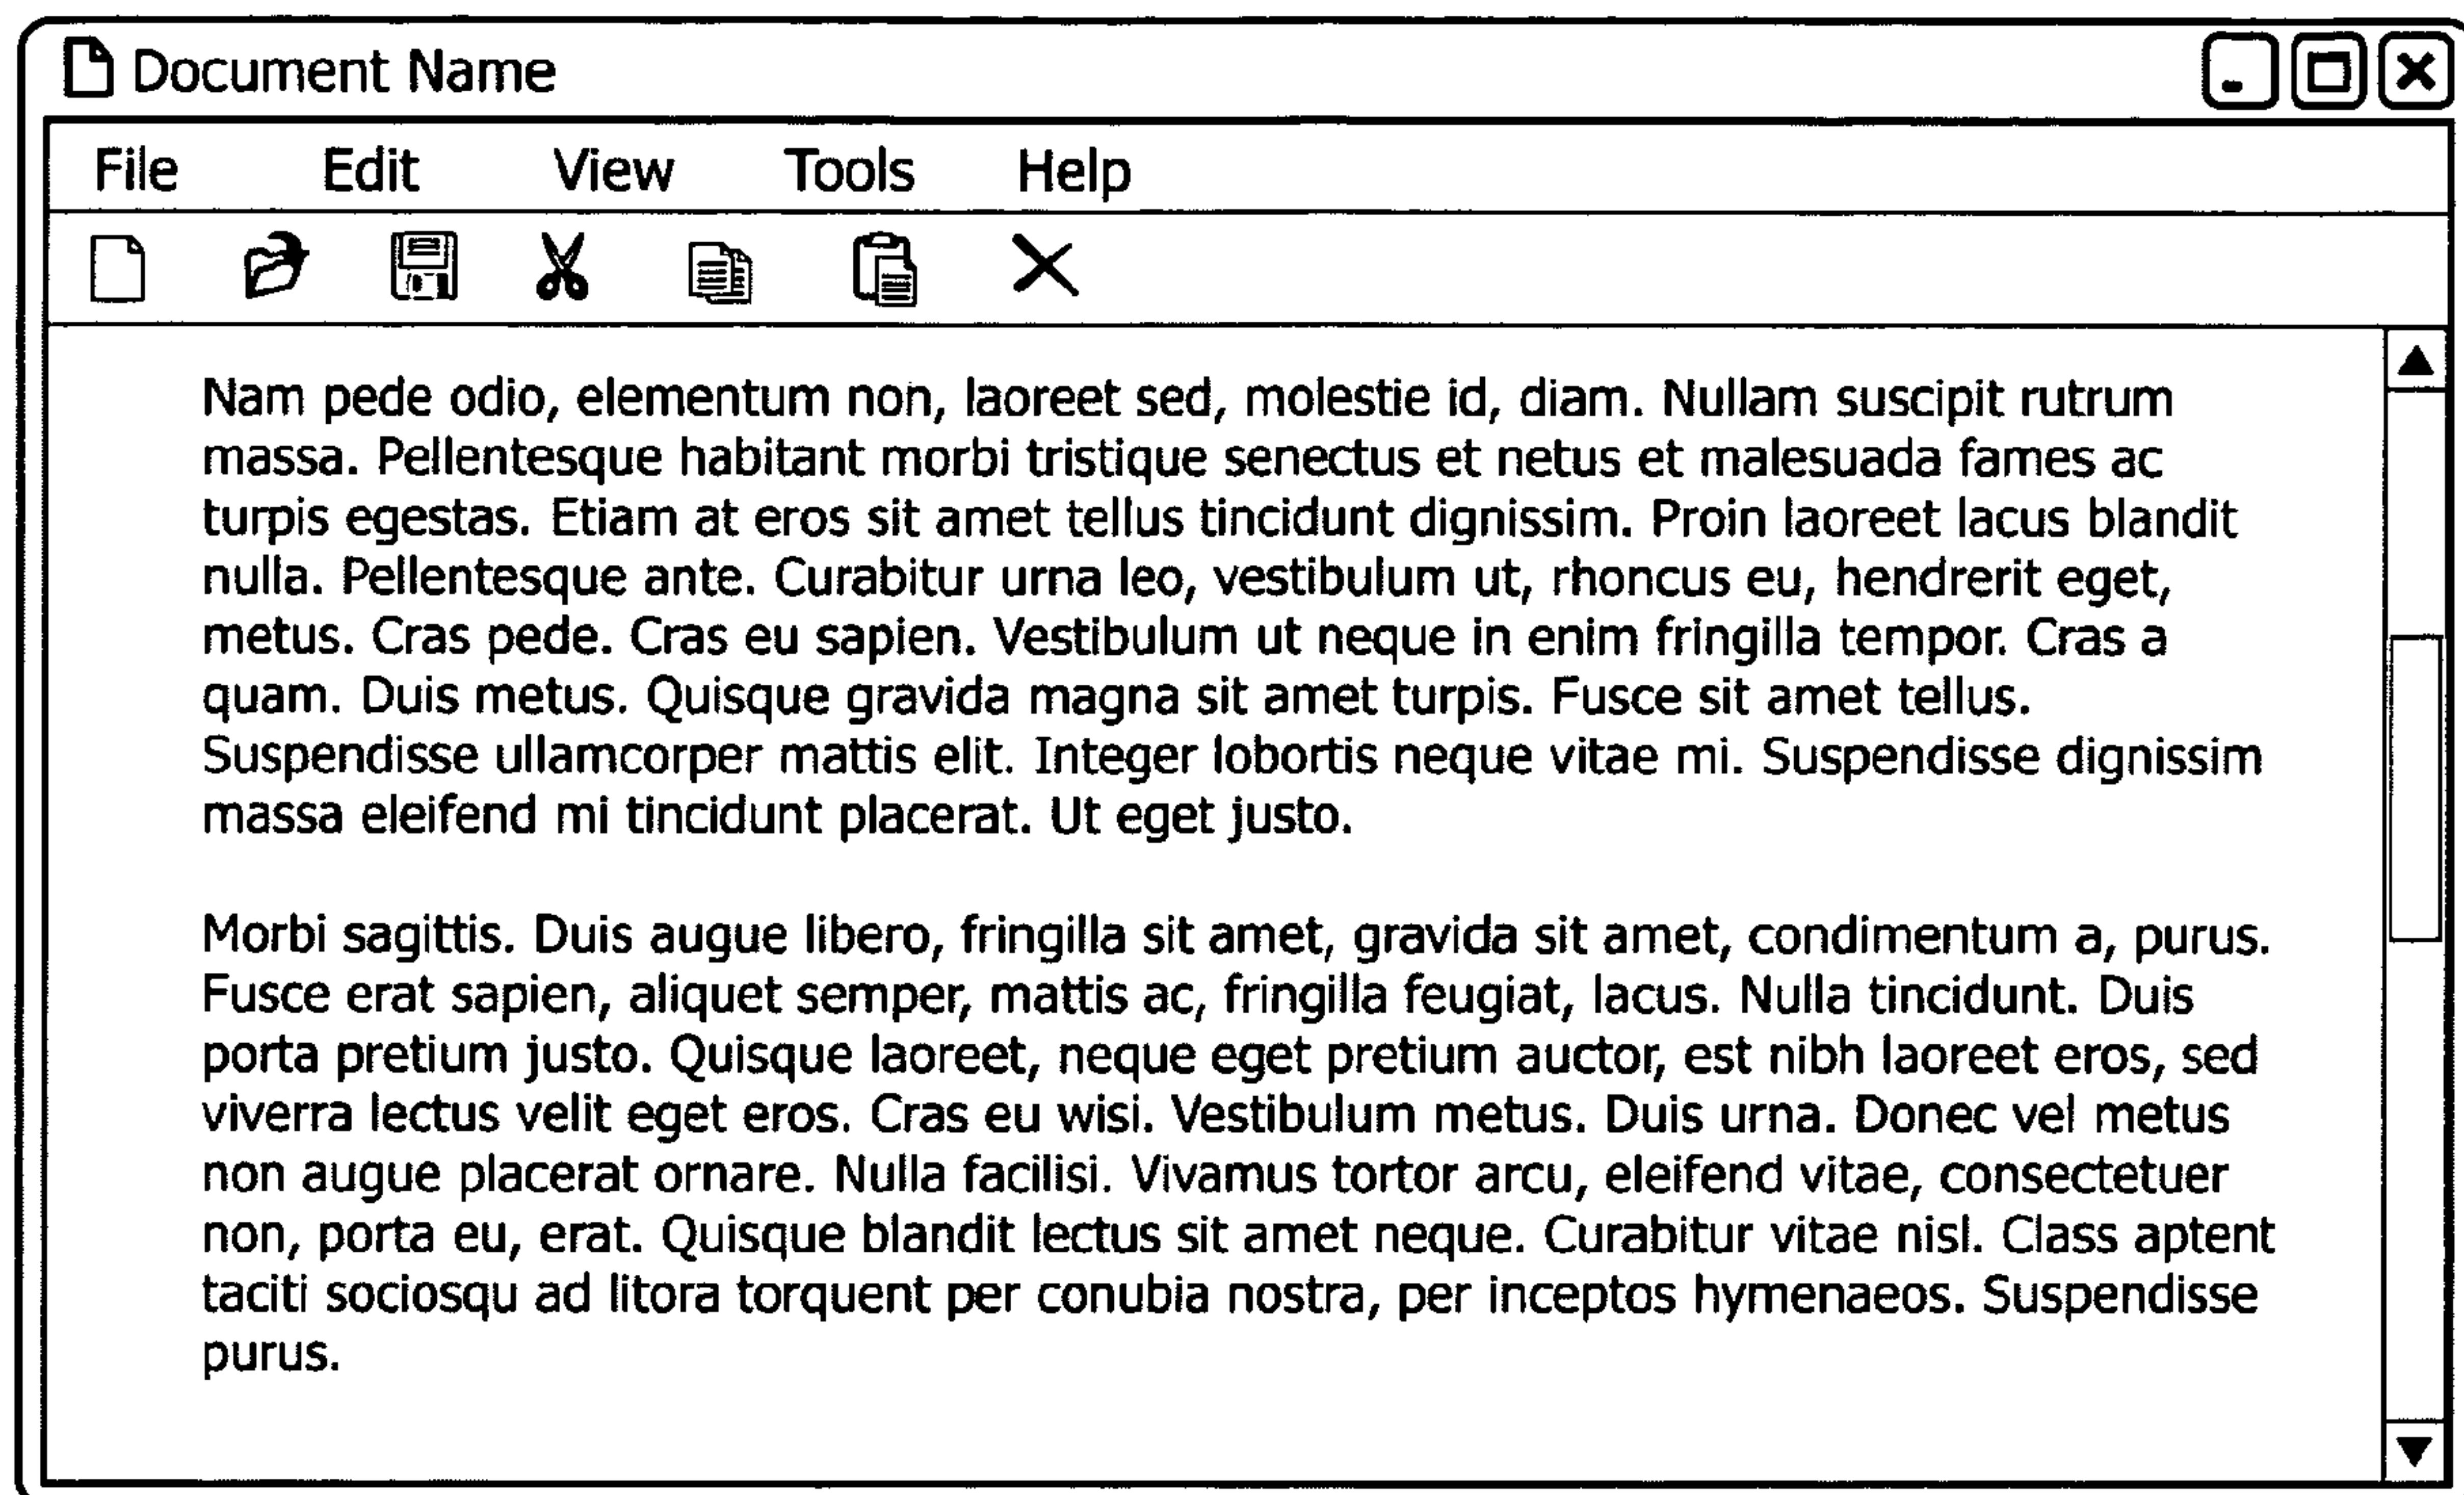 Document Name
File Edit View Tools Help
Nam pede odio, elementum non, laoreet sed, molestie id, diam. Nullam suscipit rutrum
massa. Pellentesque habitant morbi tristique senectus et netus et malesuada fames ac
turpis egestas. Etiam at eros sit amet tellus tincidunt dignissim. Proin laoreet lacus blandit
nulla. Pellentesque ante. Curabitur urna leo, vestibulum ut, rhoncus eu, hendrerit eget,
metus. Cras pede. Cras eu sapien. Vestibulum ut neque in enim fringilla tempor. Cras a
quam. Duis metus. Quisque gravida magna sit amet turpis. Fusce sit amet tellus.
Suspendisse ullamcorper mattis elit. Integer lobortis neque vitae mi. Suspendisse dignissim
massa eleifend mi tincidunt placerat. Ut eget justo.
Morbi sagittis. Duis augue libero, fringilla sit amet, gravida sit amet, condimentum a, purus.
Fusce erat sapien, aliquet semper, mattis ac, fringilla feugiat, lacus. Nulla tincidunt. Duis
porta pretium justo. Quisque laoreet, neque eget pretium auctor, est nibh laoreet eros, sed
viverra lectus velit eget eros. Cras eu wisi. Vestibulum metus. Duis urna. Donec vel metus
non augue placerat ornare. Nulla facilisi. Vivamus tortor arcu, eleifend vitae, consectetuer
non, porta eu, erat. Quisque blandit lectus sit amet neque. Curabitur vitae nisl. Class aptent
taciti sociosqu ad litora torquent per conubia nostra, per inceptos hymenaeos. Suspendisse
purus.